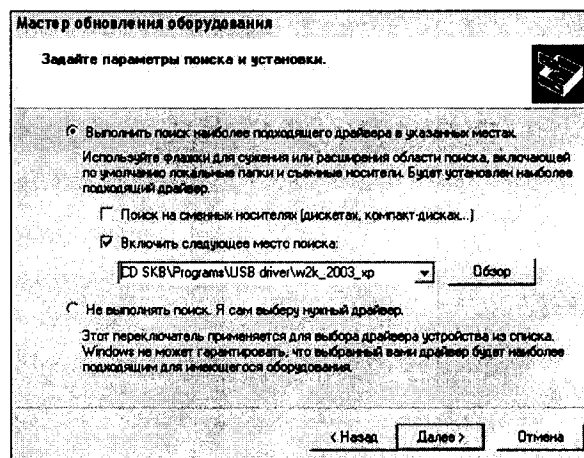 Мастер обновления оборудования
Задайте параметры поиска и установки.
Выполнить поиск наиболее подходящего драйвера в указанных местах.
Используйте флажки для сужения или расширения области поиска, включающей
по умолчанию локальные папки и съемные носители. Будет установлен наиболее
подходящий драйвер.
Поиск на сменных носителях (дискетах, компакт-дисках...)
Включить следующее место поиска:
CD SKB\Programs\USB driver\w2k_2003_xp
Обзор
Не выполнять поиск. Я сам выберу нужный драйвер.
Этот переключатель применяется для выбора драйвера устройства из списка.
Windows не может гарантировать, что выбранный вами драйвер будет наиболее
подходящим для имеющегося оборудования.
< Назад Далее > Отмена